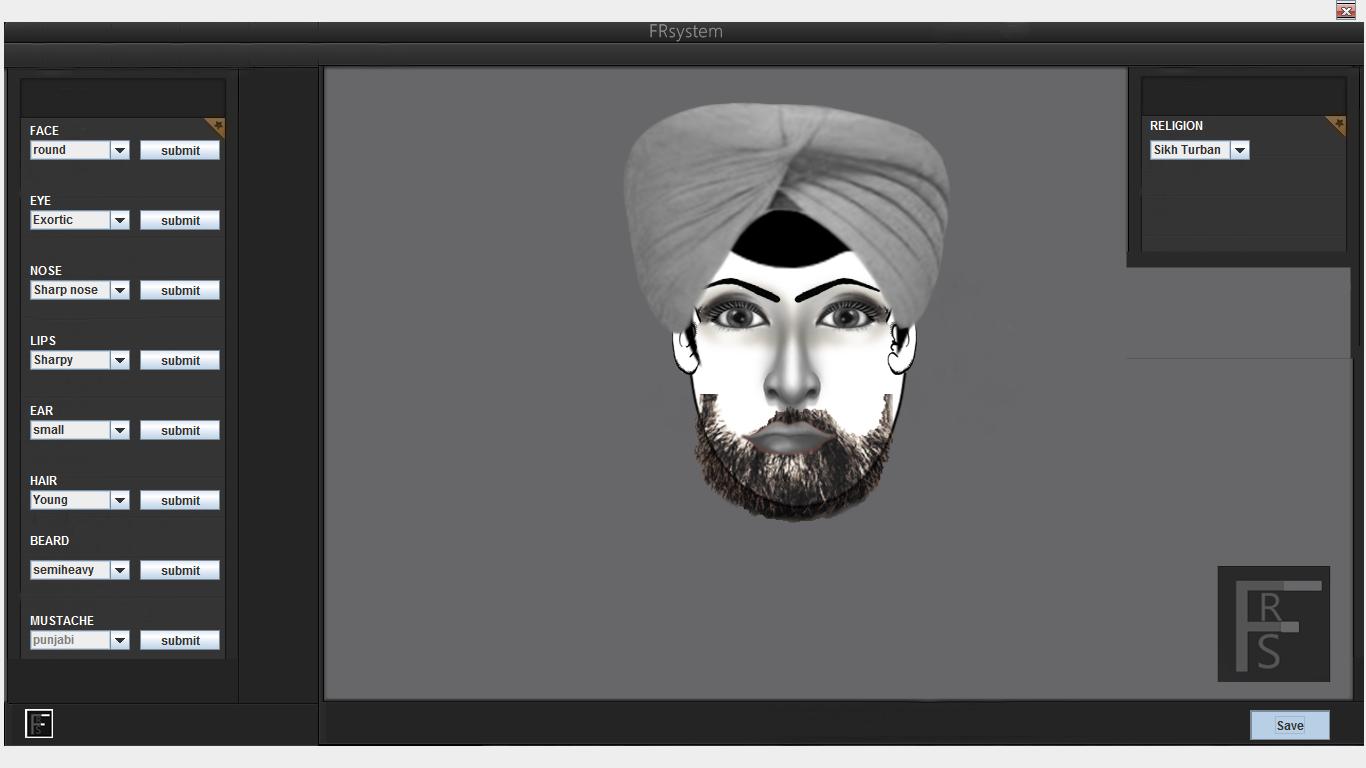 FRsystem
FACE
round
submit
EYE
Exortic
submit
NOSE
Sharp nose
submit
LIPS
Sharpy
submit
EAR
small
submit
HAIR
Young
submit
BEARD
semiheavy
submit
MUSTACHE
punjabi
submit
RELIGION
Sikh Turban
F
R
S
FRS
Save